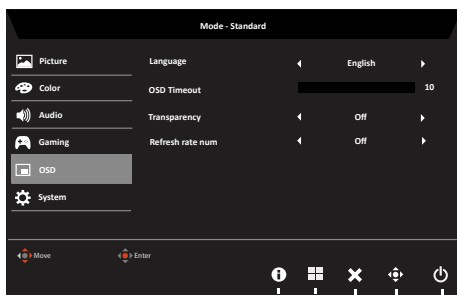 Mode - Standard
Picture
Language
English
Color
OSD Timeout
10
Audio
Transparency
Off
Gaming
Refresh rate num
Off
OSD
System
Move
Enter